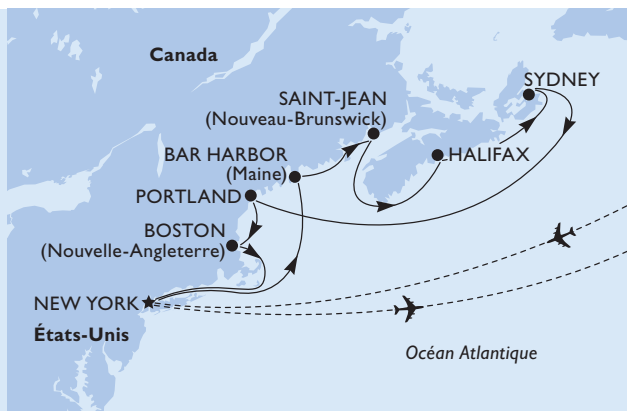 Canada
SYDNEY
SAINT-JEAN
(Nouveau-Brunswick)
BAR HARBOR
(Maine)
HALIFAX
PORTLAND
BOSTON
(Nouvelle-Angleterre)
NEW YORK
États-Unis
Océan Atlantique